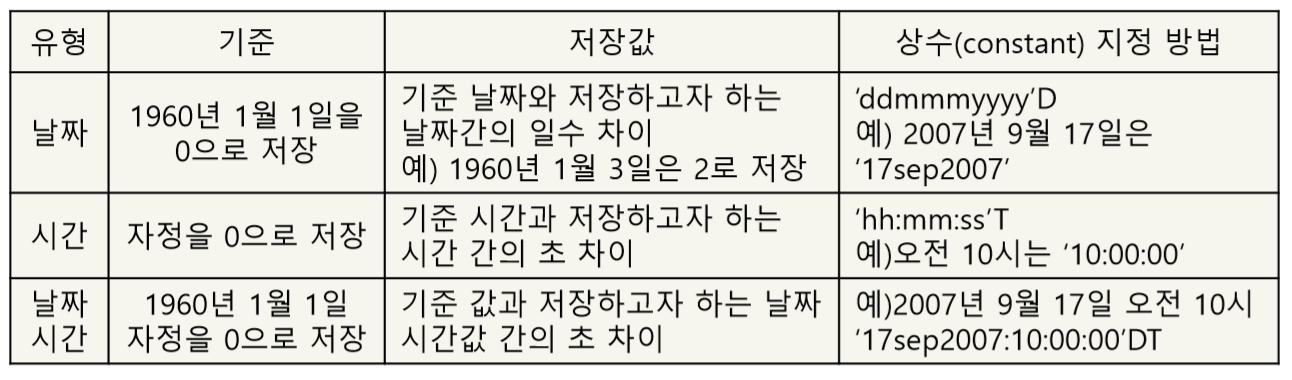 유형
기준
저장값
상수(constant) 지정 방법
날짜
1960년 1월 1일을
0으로 저장
기준 날짜와 저장하고자 하는
날짜간의 일수 차이
예) 1960년 1월 3일은 2로 저장
‘ddmmmyyyy’D
예) 2007년 9월 17일은
‘17sep2007’
시간
자정을 0으로 저장
기준 시간과 저장하고자 하는
시간 간의 초 차이
‘hh:mm:ss’T
예)오전 10시는 ‘10:00:00’
날짜
시간
1960년 1월 1일
자정을 0으로 저장
기준 값과 저장하고자 하는 날짜
시간값 간의 초 차이
예)2007년 9월 17일 오전 10시
‘17sep2007:10:00:00’DT